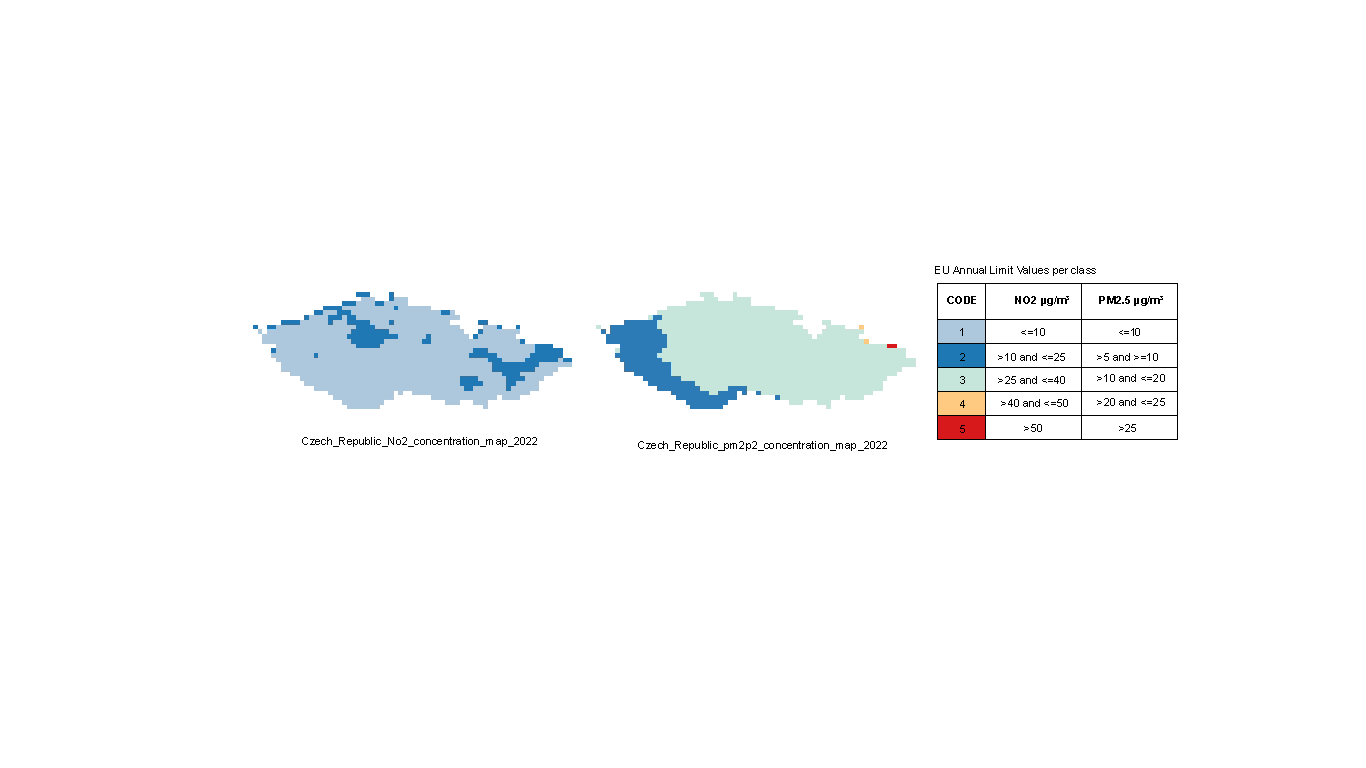 EU Annual Limit Values per class
CODE NO2 µg/m³ PM2.5 µg/m³
1 <=10 <=10
2 >10 and <=25 >5 and >=10
3 >25 and <=40 >10 and <=20
4 >40 and <=50 >20 and <=25
5 >50 >25
Czech_Republic_No2_concentration_map_2022
Czech_Republic_pm2p2_concentration_map_2022